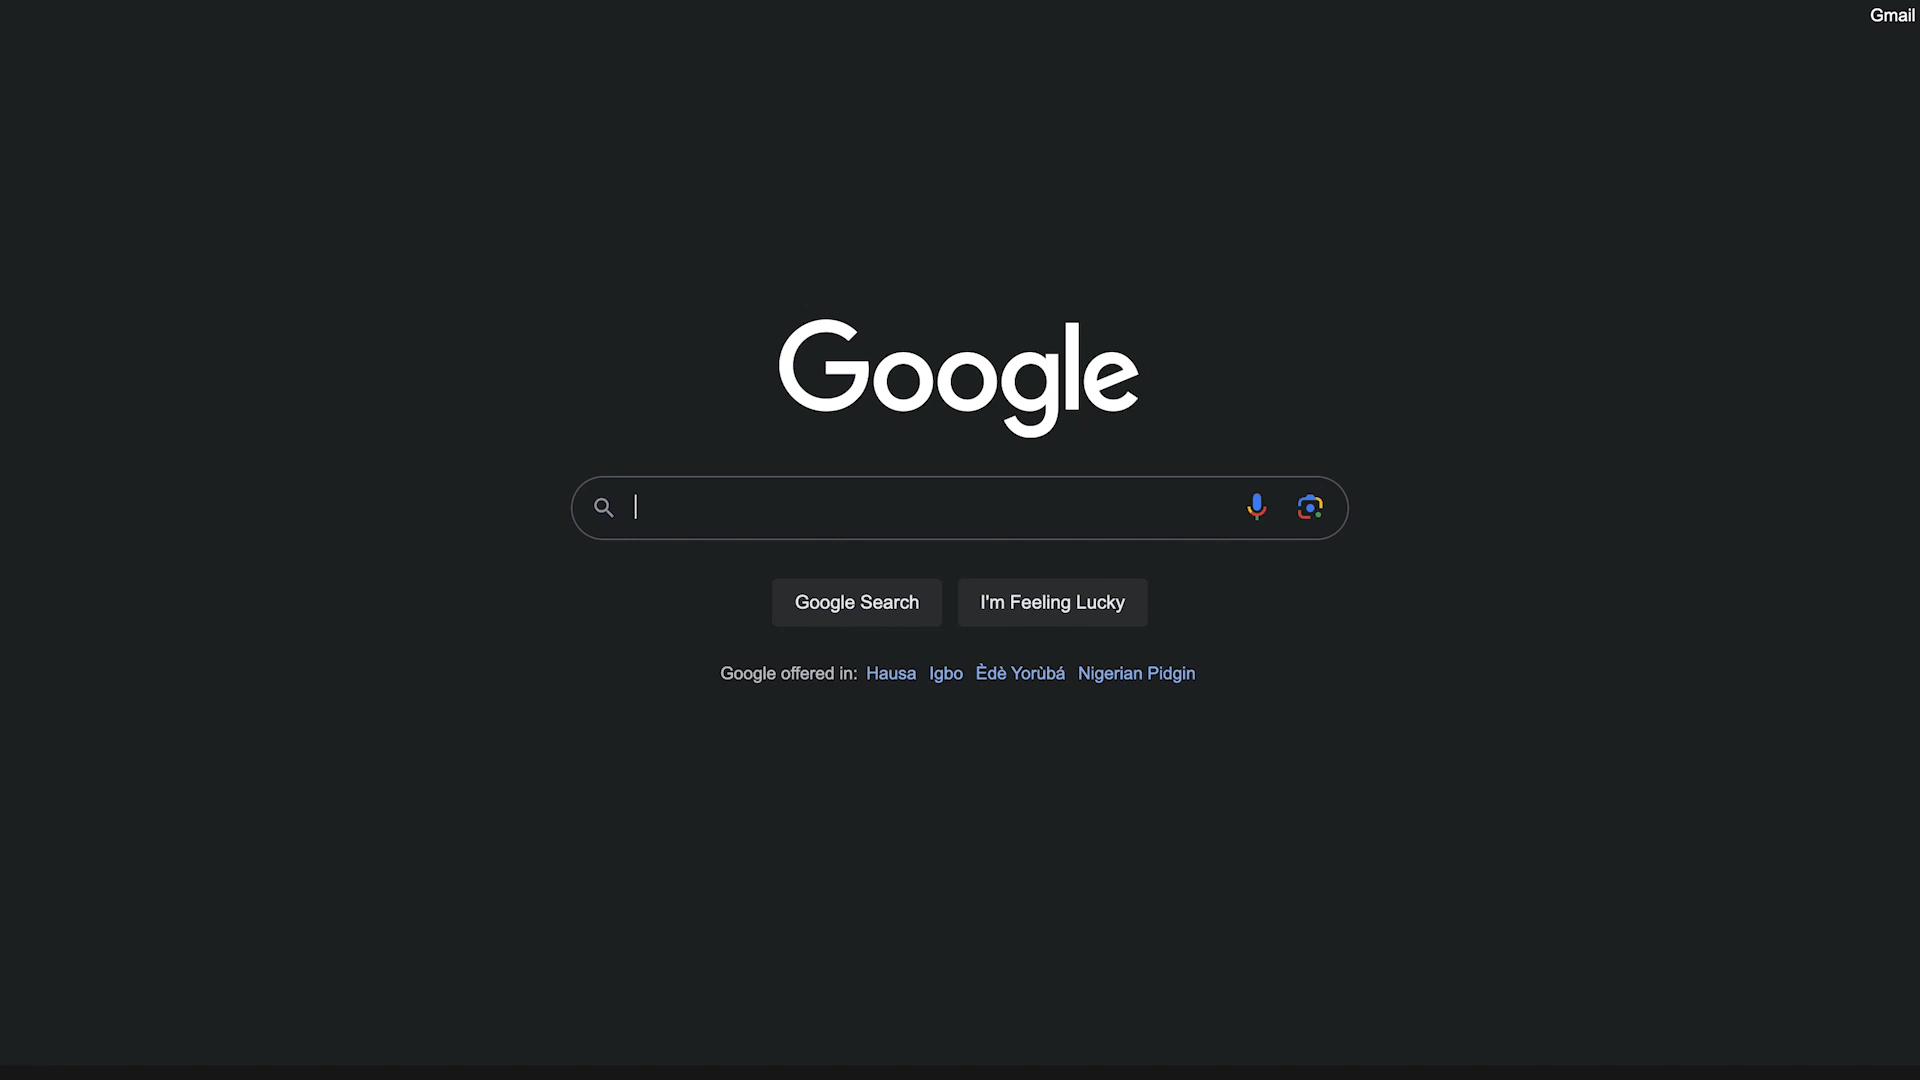 Gmail
Google
Google Search
I'm Feeling Lucky
Google offered in: Hausa Igbo Èdè Yorùbá Nigerian Pidgin